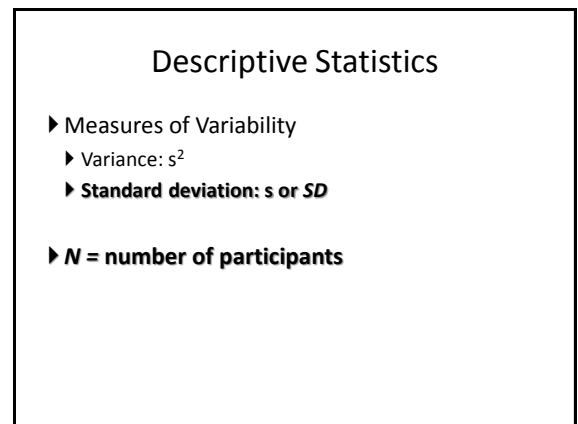 Descriptive Statistics
Measures of Variability
Variance: s²
Standard deviation: s or SD
N = number of participants